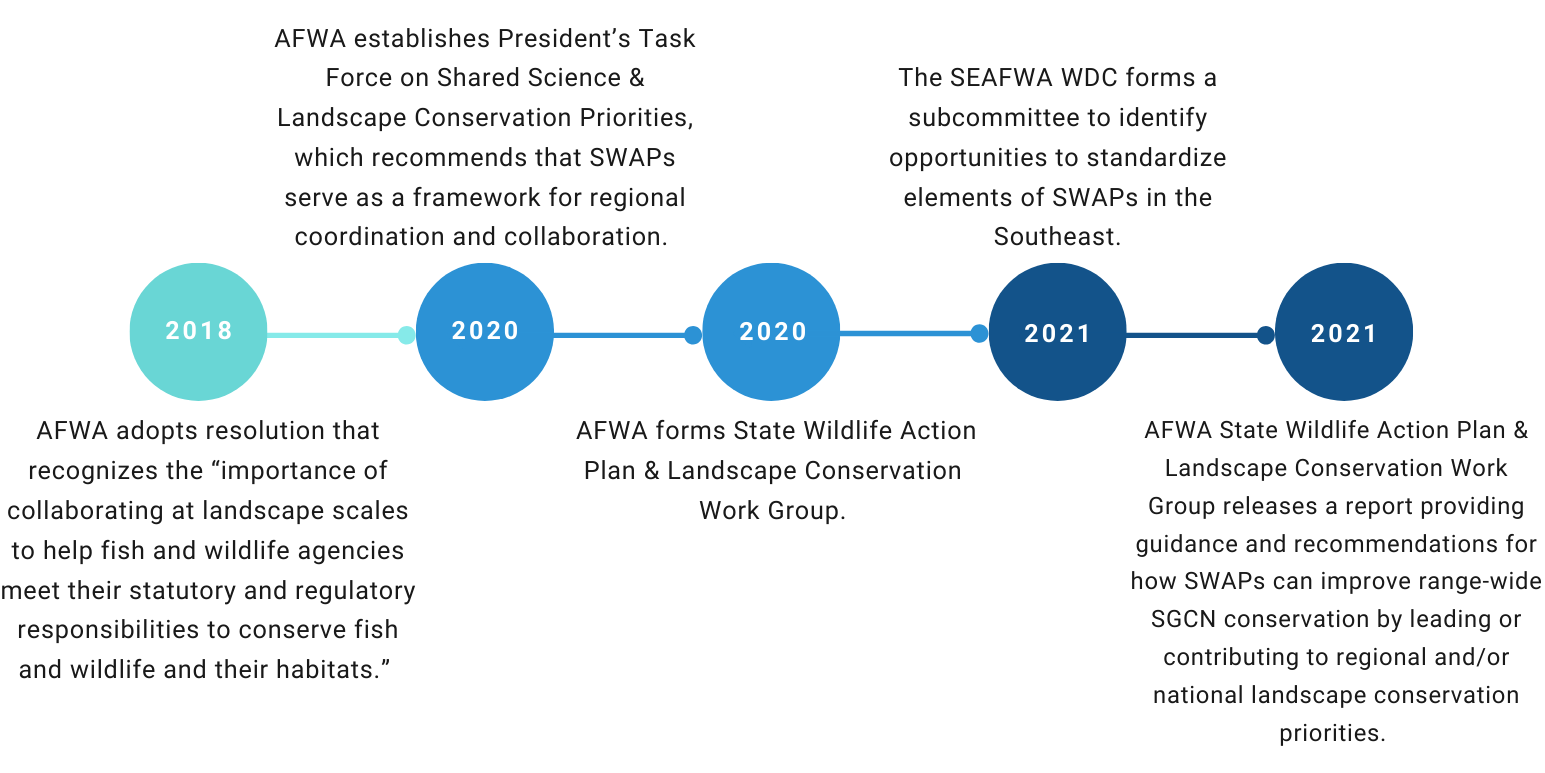 AFWA establishes President’s Task
Force on Shared Science &
Landscape Conservation Priorities,
which recommends that SWAPs
serve as a framework for regional
coordination and collaboration.
The SEAFWA WDC forms a
subcommittee to identify
opportunities to standardize
elements of SWAPs in the
Southeast.
2018
2020
2020
2021
2021
AFWA adopts resolution that
recognizes the “importance of
collaborating at landscape scales
to help fish and wildlife agencies
meet their statutory and regulatory
responsibilities to conserve fish
and wildlife and their habitats.”
AFWA forms State Wildlife Action
Plan & Landscape Conservation
Work Group.
AFWA State Wildlife Action Plan &
Landscape Conservation Work
Group releases a report providing
guidance and recommendations for
how SWAPs can improve range-wide
SGCN conservation by leading or
contributing to regional and/or
national landscape conservation
priorities.